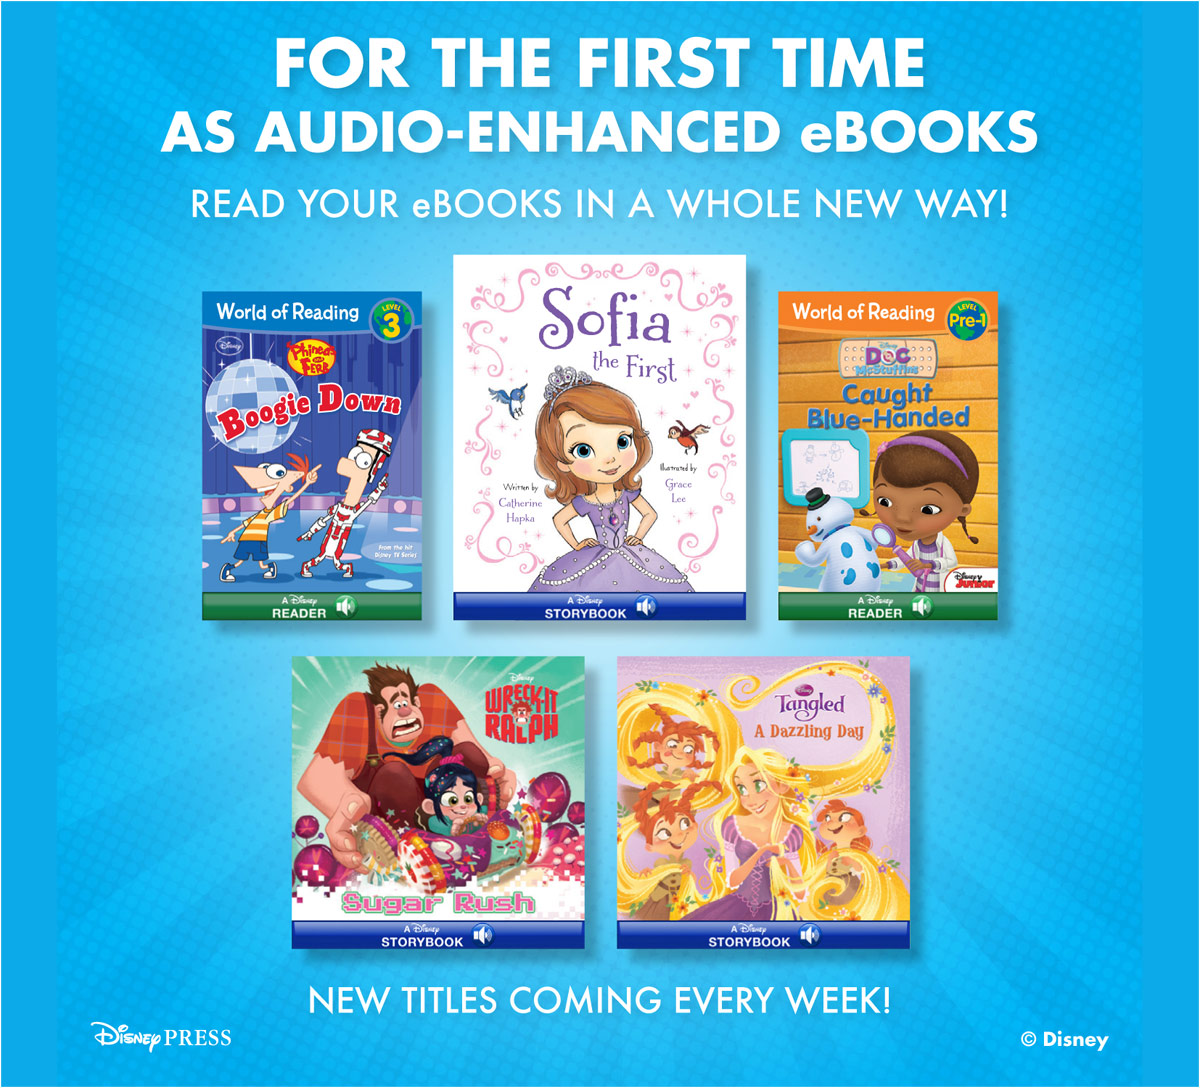 FOR THE FIRST TIME
AS AUDIO-ENHANCED eBOOKS
READ YOUR eBOOKS IN A WHOLE NEW WAY!
World of Reading
LEVEL
3
Disney
Phineas
and
Ferb
Boogie Down
From the hit
Disney TV Series
A Disney
READER
Sofia
the First
Written by
Catherine
Hapka
Illustrated by
Grace
Lee
A Disney
STORYBOOK
World of Reading
LEVEL
Pre-1
Disney
DOC
McStuffins
Caught
Blue-Handed
Disney
JUNIOR
A Disney
READER
Disney
WRECK-IT
RALPH
Sugar Rush
A Disney
STORYBOOK
Disney
Tangled
A Dazzling Day
A Disney
STORYBOOK
NEW TITLES COMING EVERY WEEK!
Disney PRESS
© Disney